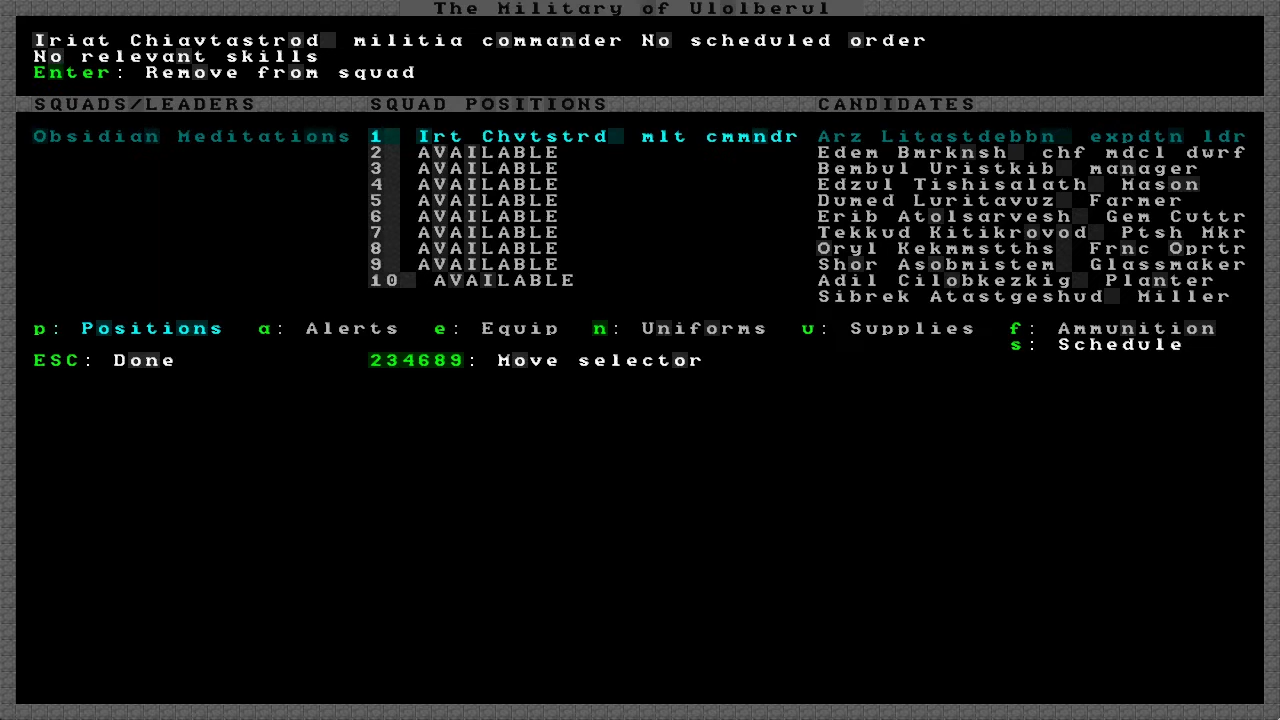 The Military of Ulolberul
Iriat Chiavtastrod militia commander No scheduled order
No relevant skills
Enter: Remove from squad
SQUADS/LEADERS SQUAD POSITIONS CANDIDATES
Obsidian Meditations 1 Irt Chvtstrd mlt cmmndr Arz Litastdebbn expdtn ldr
2 AVAILABLE Edem Bmrknsh chf mdcl dwrf
3 AVAILABLE Bembul Uristkib manager
4 AVAILABLE Edzul Tishisalath Mason
5 AVAILABLE Dumed Luritavuz Farmer
6 AVAILABLE Erib Atolsarvesh Gem Cuttr
7 AVAILABLE Tekkud Kitikrovod Ptsh Mkr
8 AVAILABLE Oryl Kekmmstths Frnc Oprtr
9 AVAILABLE Shor Asobmistem Glassmaker
10 AVAILABLE Adil Cilobkezkig Planter
Sibrek Atastgeshud Miller
p: Positions a: Alerts e: Equip n: Uniforms u: Supplies f: Ammunition
s: Schedule
ESC: Done 234689: Move selector